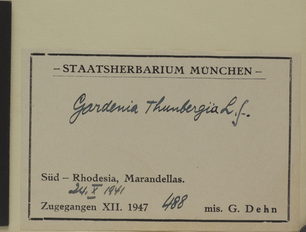 – STAATSHERBARIUM MÜNCHEN –
Gardenia Thunbergia L. f.
Süd – Rhodesia, Marandellas.
24. X 1941
Zugegangen XII. 1947 488 mis. G. Dehn